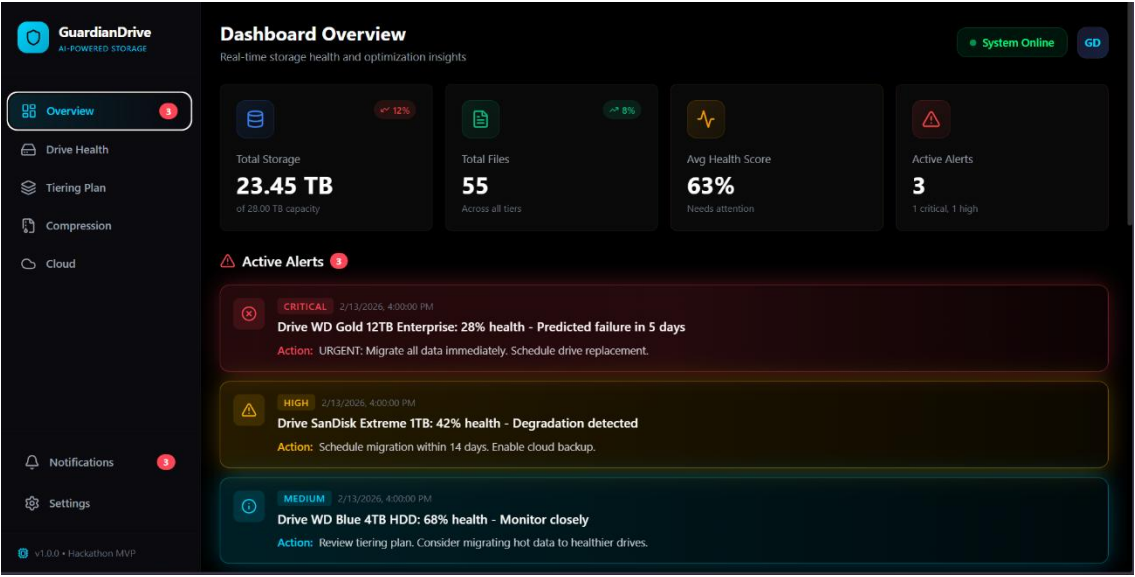 GuardianDrive
AI-POWERED STORAGE
Overview 3
Drive Health
Tiering Plan
Compression
Cloud
Notifications 3
Settings
v1.0.0 • Hackathon MVP
Dashboard Overview
Real-time storage health and optimization insights
System Online
GD
12%
Total Storage
23.45 TB
of 28.00 TB capacity
8%
Total Files
55
Across all tiers
Avg Health Score
63%
Needs attention
Active Alerts
3
1 critical, 1 high
Active Alerts 3
CRITICAL 2/13/2026, 4:00:00 PM
Drive WD Gold 12TB Enterprise: 28% health - Predicted failure in 5 days
Action: URGENT: Migrate all data immediately. Schedule drive replacement.
HIGH 2/13/2026, 4:00:00 PM
Drive SanDisk Extreme 1TB: 42% health - Degradation detected
Action: Schedule migration within 14 days. Enable cloud backup.
MEDIUM 2/13/2026, 4:00:00 PM
Drive WD Blue 4TB HDD: 68% health - Monitor closely
Action: Review tiering plan. Consider migrating hot data to healthier drives.